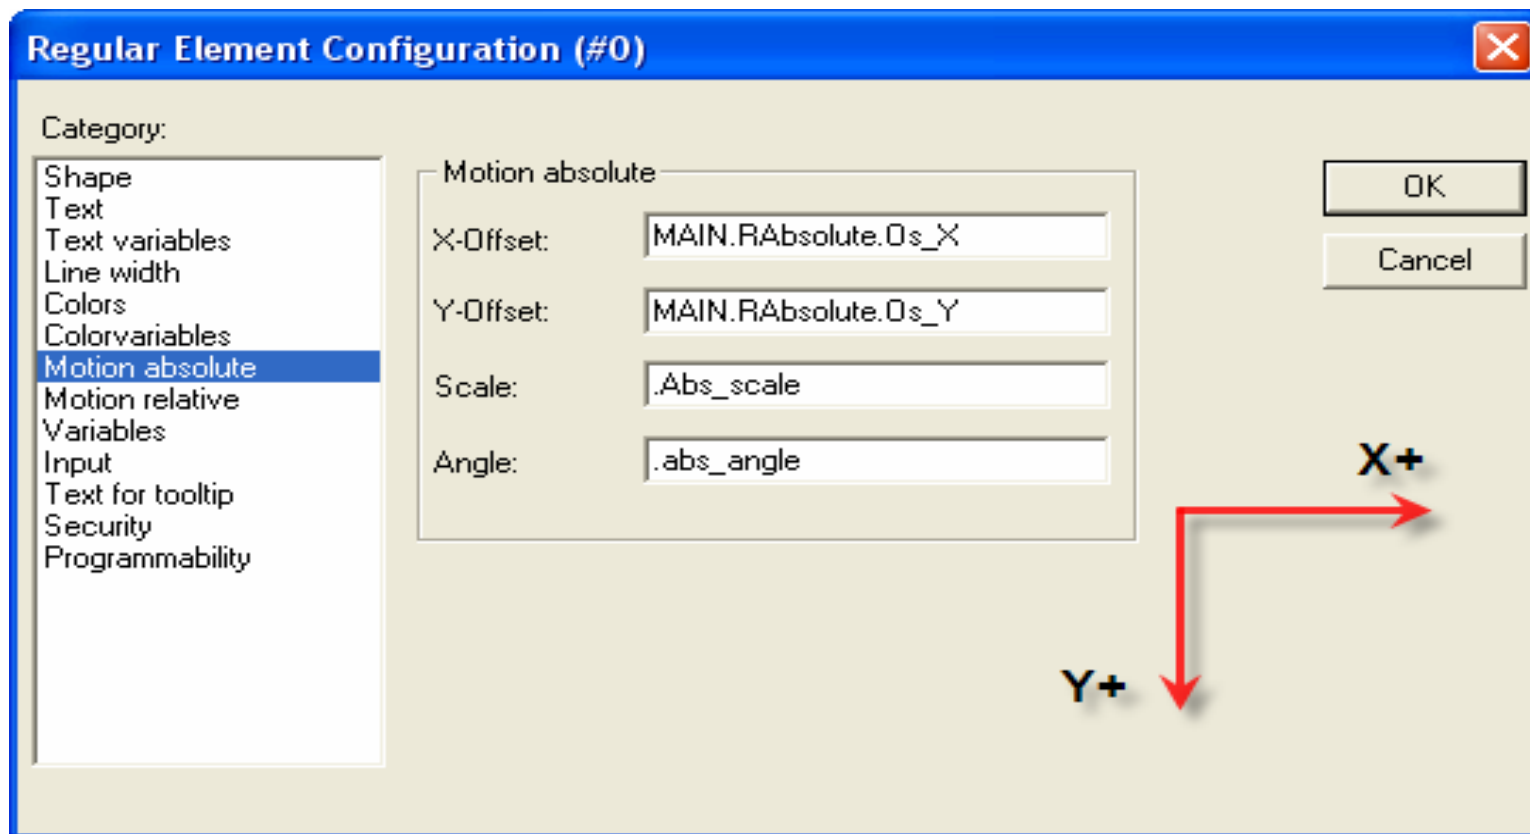 Regular Element Configuration (#0)
Category:
Shape
Text
Text variables
Line width
Colors
Colorvariables
Motion absolute
Motion relative
Variables
Input
Text for tooltip
Security
Programmability
Motion absolute
X-Offset: MAIN.RAbsolute.Os_X
Y-Offset: MAIN.RAbsolute.Os_Y
Scale: .Abs_scale
Angle: .abs_angle
OK
Cancel
X+
Y+